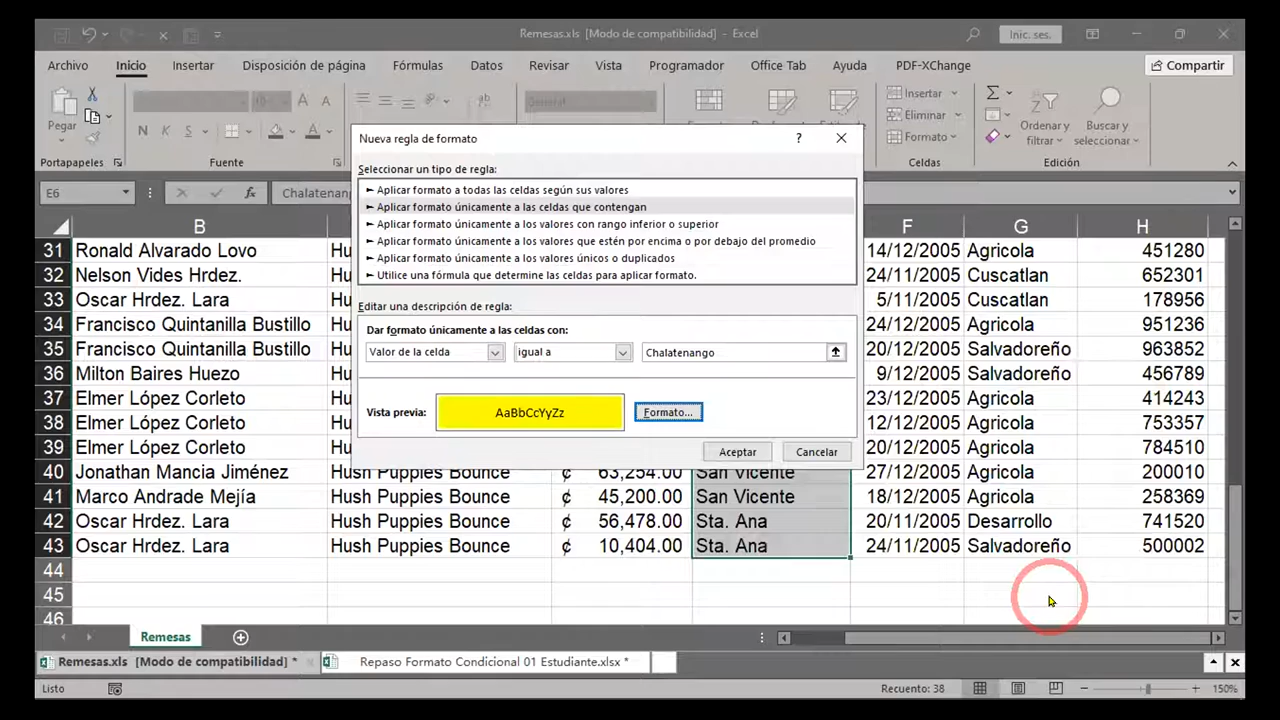 Remesas.xls [Modo de compatibilidad] - Excel
Inic. ses.
Archivo Inicio Insertar Disposición de página Fórmulas Datos Revisar Vista Programador Office Tab Ayuda PDF-XChange Compartir
Pegar
N K S
General
Insertar
Eliminar
Formato
Ordenar y filtrar
Buscar y seleccionar
Portapapeles Fuente Celdas Edición
E6 fx Chalatenango
Nueva regla de formato ?
Seleccionar un tipo de regla:
► Aplicar formato a todas las celdas según sus valores
► Aplicar formato únicamente a las celdas que contengan
► Aplicar formato únicamente a los valores con rango inferior o superior
► Aplicar formato únicamente a los valores que estén por encima o por debajo del promedio
► Aplicar formato únicamente a los valores únicos o duplicados
► Utilice una fórmula que determine las celdas para aplicar formato.
Editar una descripción de regla:
Dar formato únicamente a las celdas con:
Valor de la celda igual a Chalatenango
Vista previa: AaBbCcYyZz Formato...
Aceptar Cancelar
B F G H
31 Ronald Alvarado Lovo Hu 14/12/2005 Agricola 451280
32 Nelson Vides Hrdez. Hu 24/11/2005 Cuscatlan 652301
33 Oscar Hrdez. Lara Hu 5/11/2005 Cuscatlan 178956
34 Francisco Quintanilla Bustillo Hu 24/12/2005 Agricola 951236
35 Francisco Quintanilla Bustillo Hu 20/12/2005 Salvadoreño 963852
36 Milton Baires Huezo Hu 9/12/2005 Salvadoreño 456789
37 Elmer López Corleto Hu 23/12/2005 Agricola 414243
38 Elmer López Corleto Hu 12/12/2005 Agricola 753357
39 Elmer López Corleto Hu 20/12/2005 Agricola 784510
40 Jonathan Mancia Jiménez Hush Puppies Bounce ₡ 63,254.00 San Vicente 27/12/2005 Agricola 200010
41 Marco Andrade Mejía Hush Puppies Bounce ₡ 45,200.00 San Vicente 18/12/2005 Agricola 258369
42 Oscar Hrdez. Lara Hush Puppies Bounce ₡ 56,478.00 Sta. Ana 20/11/2005 Desarrollo 741520
43 Oscar Hrdez. Lara Hush Puppies Bounce ₡ 10,404.00 Sta. Ana 24/11/2005 Salvadoreño 500002
44
45
46
Remesas
Remesas.xls [Modo de compatibilidad] * Repaso Formato Condicional 01 Estudiante.xlsx *
Listo Recuento: 38 150%